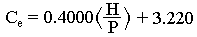 Cₑ = 0.4000(H/P) + 3.220